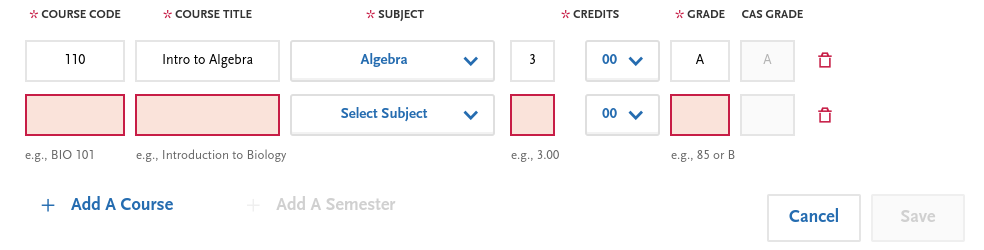 ✲ COURSE CODE ✲ COURSE TITLE ✲ SUBJECT ✲ CREDITS ✲ GRADE CAS GRADE
110 Intro to Algebra Algebra 3 00 A A
Select Subject 00
e.g., BIO 101 e.g., Introduction to Biology e.g., 3.00 e.g., 85 or B
+ Add A Course + Add A Semester Cancel Save